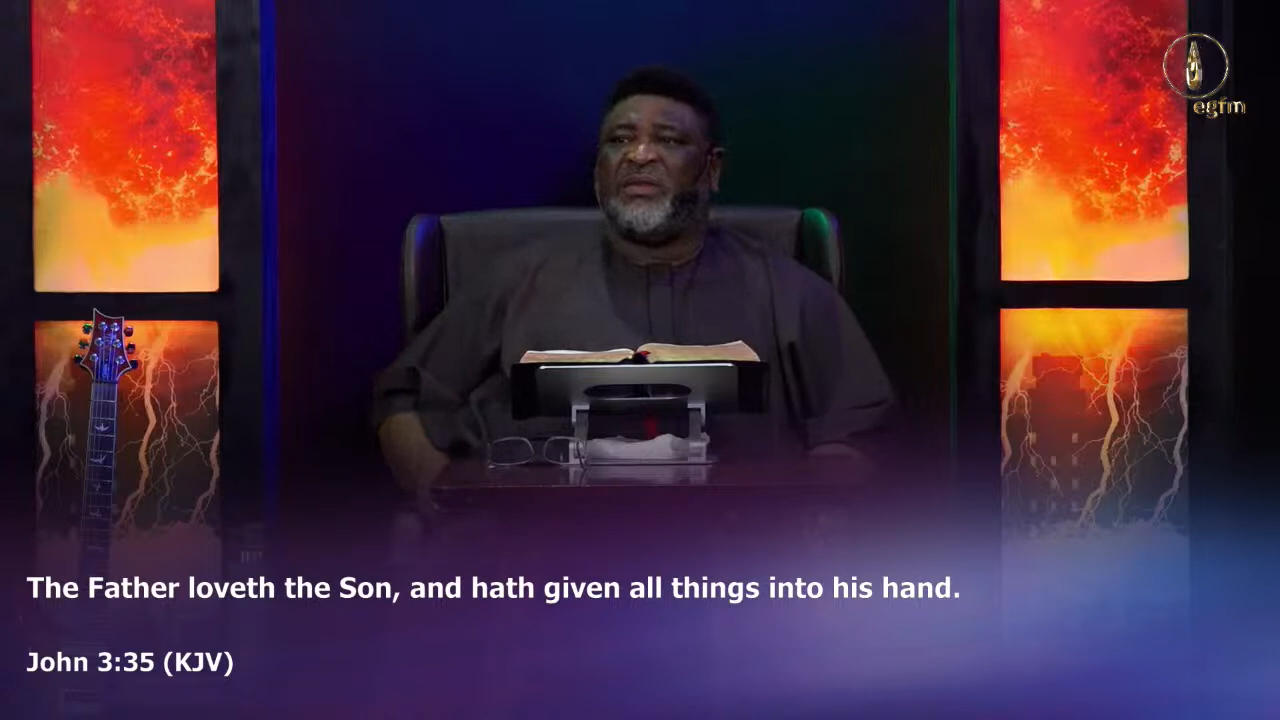 egfm
The Father loveth the Son, and hath given all things into his hand.
John 3:35 (KJV)